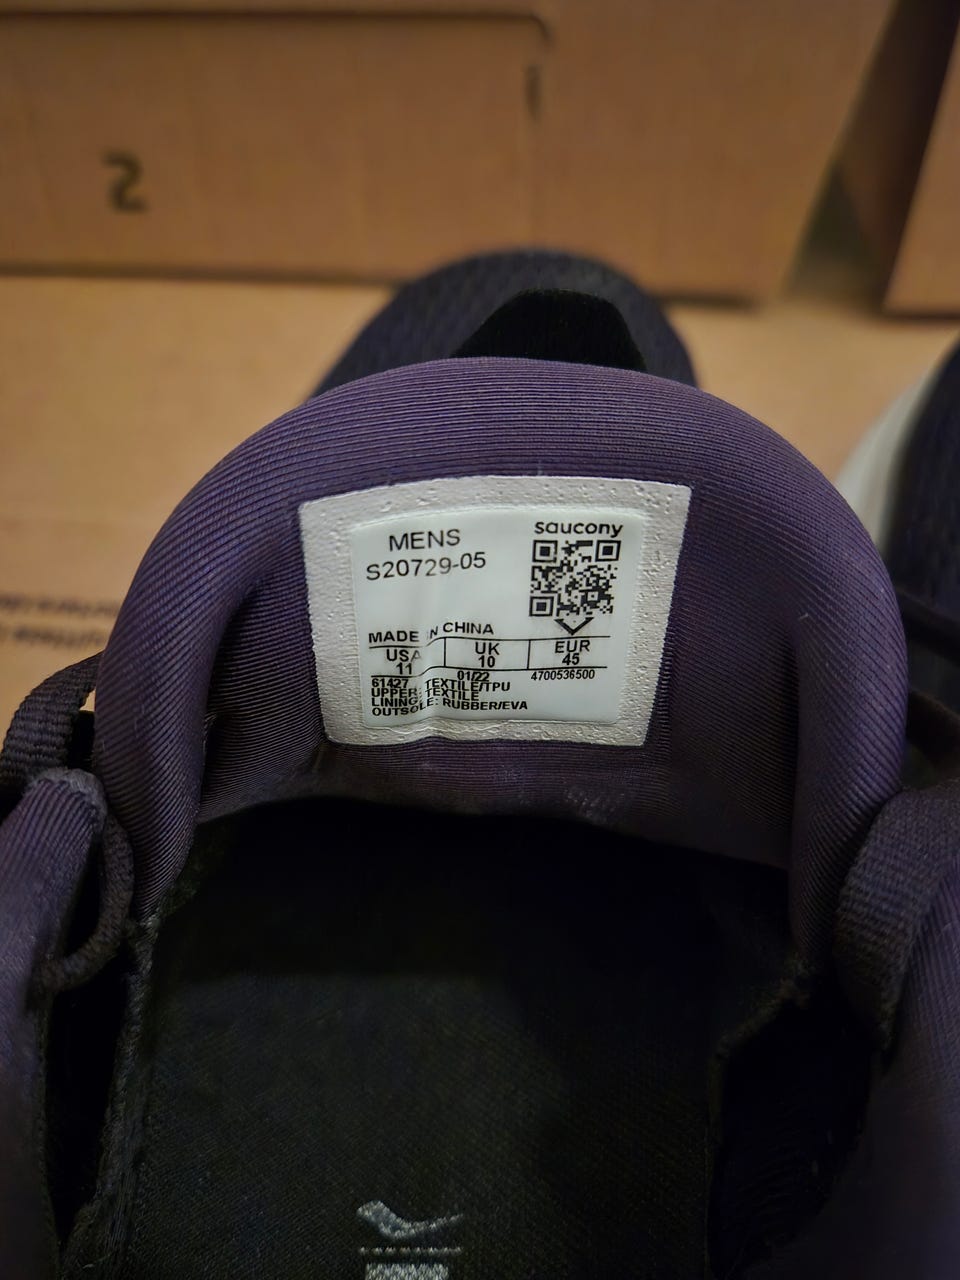 2
MENS
S20729-05
saucony
MADE IN CHINA
USA UK EUR
11 10 45
61427 01/22 4700536500
UPPER: TEXTILE/TPU
LINING: TEXTILE
OUTSOLE: RUBBER/EVA